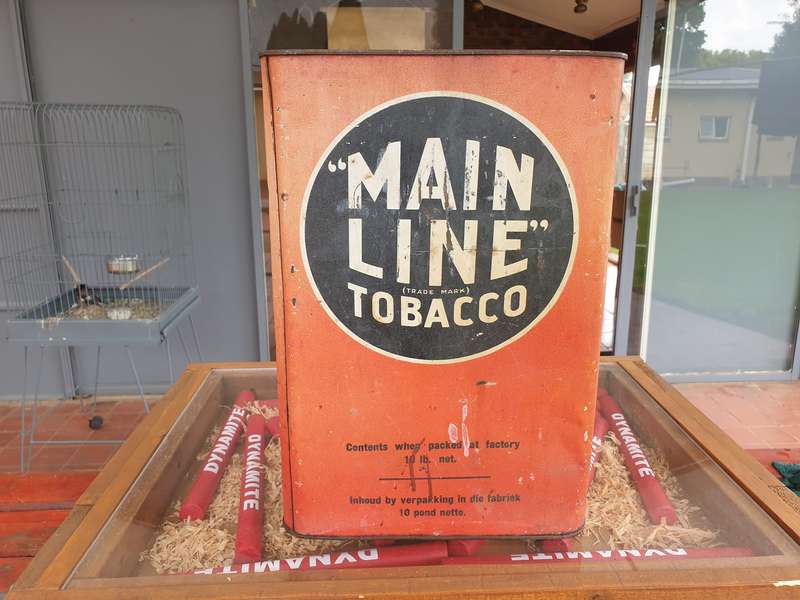 “MAIN
LINE”
(TRADE MARK)
TOBACCO
Contents when packed at factory
10 lb. net.
Inhoud by verpakking in die fabriek
10 pond netto.
DYNAMITE
DYNAMITE
DYNAMITE
DYNAMITE
DYNAMITE